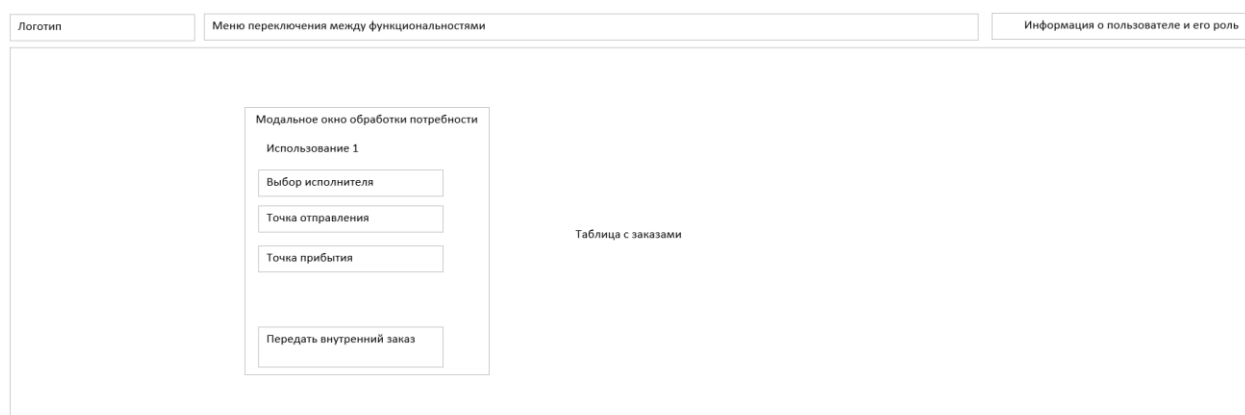 Логотип
Меню переключения между функциональностями
Информация о пользователе и его роль
Модальное окно обработки потребности
Использование 1
Выбор исполнителя
Точка отправления
Таблица с заказами
Точка прибытия
Передать внутренний заказ